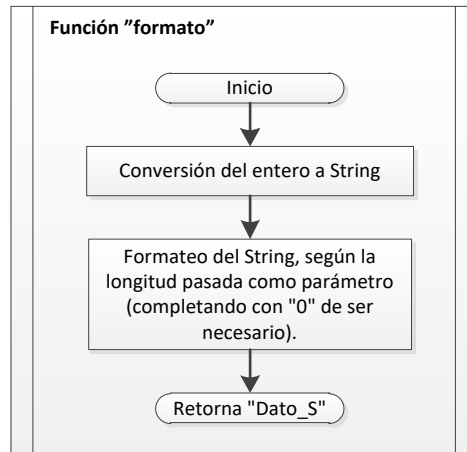 Función ”formato”
Inicio
Conversión del entero a String
Formateo del String, según la
longitud pasada como parámetro
(completando con "0" de ser
necesario).
Retorna "Dato_S"